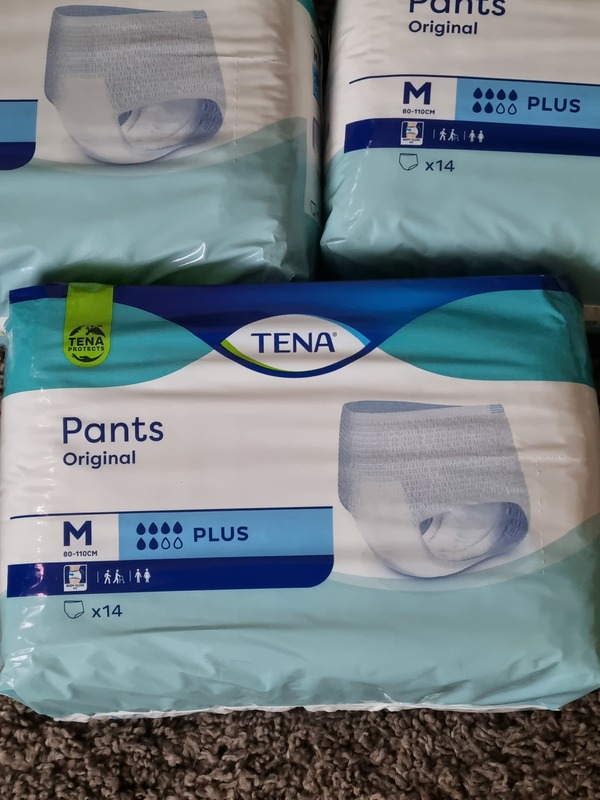 Pants
Original
M
80-110CM
PLUS
x14
TENA
PROTECTS
TENA®
Pants
Original
M
80-110CM
PLUS
x14